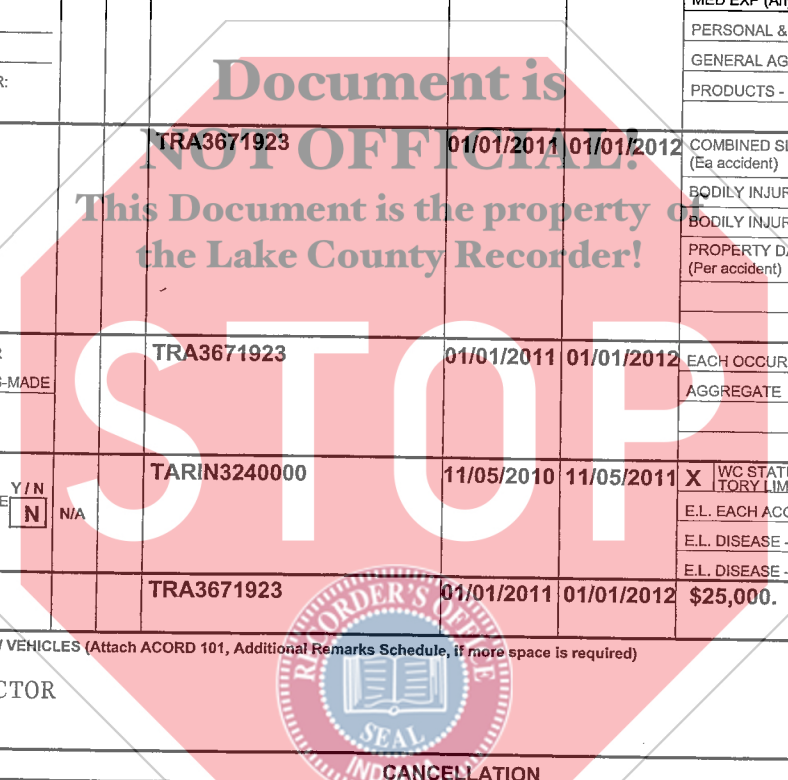 MED EXP
PERSONAL &
GENERAL AG
R:
PRODUCTS -
Document is
NOT OFFICIAL!
This Document is the property of
the Lake County Recorder!
STOP
TRA3671923 01/01/2011 01/01/2012 COMBINED
(Ea accident)
BODILY INJUR
BODILY INJUR
PROPERTY DA
(Per accident)
R TRA3671923 01/01/2011 01/01/2012 EACH OCCUR
S-MADE AGGREGATE
TARIN3240000 11/05/2010 11/05/2011 X WC STAT
TORY LIM
Y / N
E N N/A E.L. EACH ACC
E.L. DISEASE -
E.L. DISEASE -
TRA3671923 01/01/2011 01/01/2012 $25,000.
/ VEHICLES (Attach ACORD 101, Additional Remarks Schedule, if more space is required)
CTOR
RECORDER'S OFFICE
SEAL
CANCELLATION